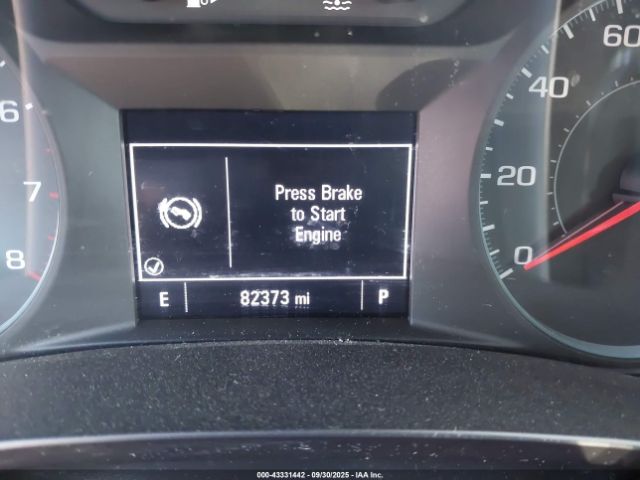 60
6
40
7
Press Brake
to Start
Engine
20
8
0
E 82373 mi P
000-43331442 - 09/30/2025 - IAA Inc.